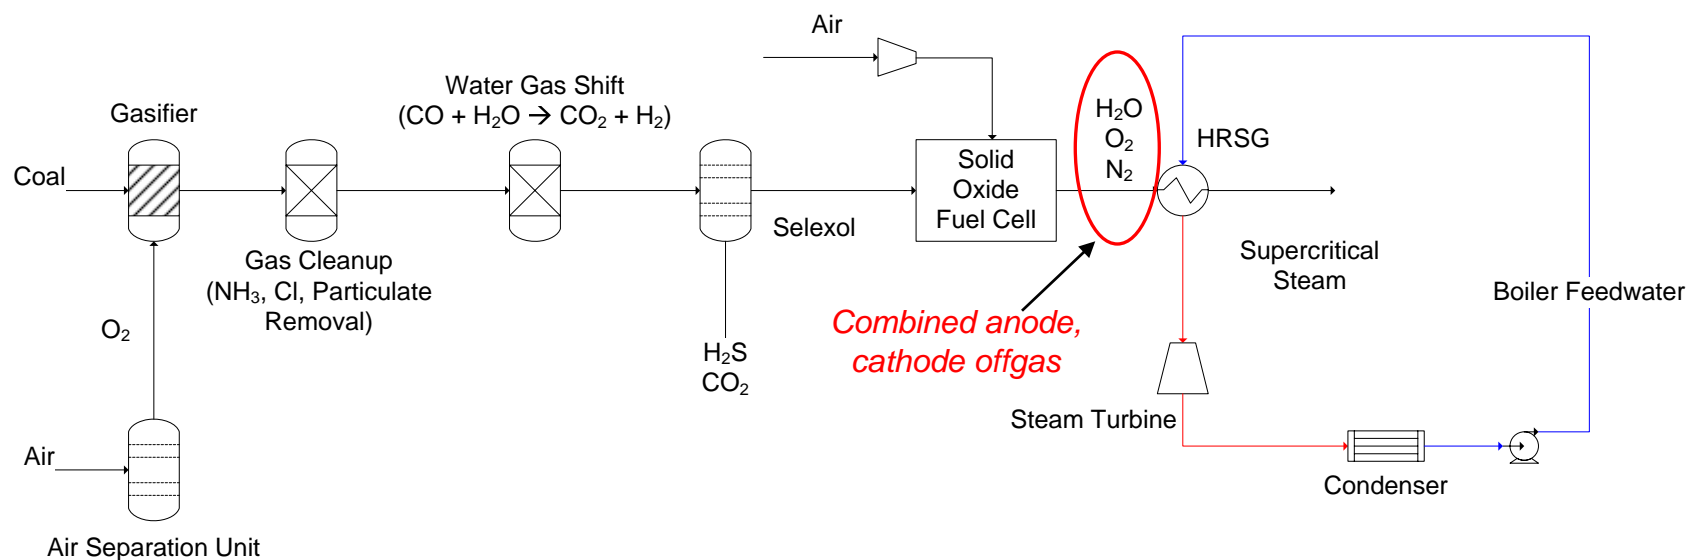 Air
Water Gas Shift
(CO + H₂O → CO₂ + H₂)
Gasifier
H₂O
O₂
N₂
HRSG
Coal
Solid
Oxide
Fuel Cell
Selexol
Gas Cleanup
(NH₃, Cl, Particulate
Removal)
Supercritical
Steam
Boiler Feedwater
O₂
Combined anode,
cathode offgas
H₂S
CO₂
Steam Turbine
Air
Condenser
Air Separation Unit